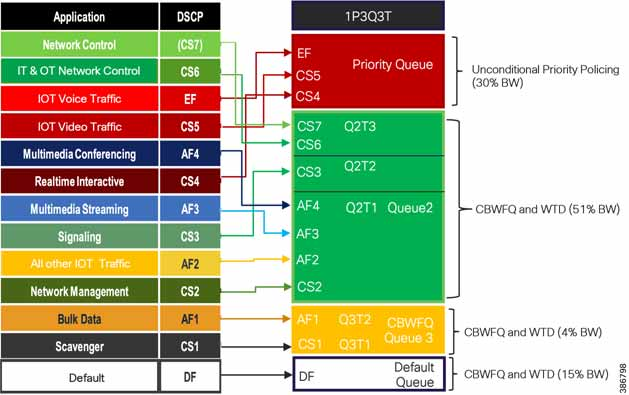 Application DSCP 1P3Q3T
Network Control (CS7)
IT & OT Network Control CS6
IOT Voice Traffic EF
IOT Video Traffic CS5
Multimedia Conferencing AF4
Realtime Interactive CS4
Multimedia Streaming AF3
Signaling CS3
All other IOT Traffic AF2
Network Management CS2
Bulk Data AF1
Scavenger CS1
Default DF
EF
CS5 Priority Queue
CS4
CS7 Q2T3
CS6
CS3 Q2T2
AF4 Q2T1 Queue2
AF3
AF2
CS2
AF1 Q3T2 CBWFQ
Queue 3
CS1 Q3T1
Default
DF Queue
Unconditional Priority Policing
(30% BW)
CBWFQ and WTD (51% BW)
CBWFQ and WTD (4% BW)
CBWFQ and WTD (15% BW)
386798